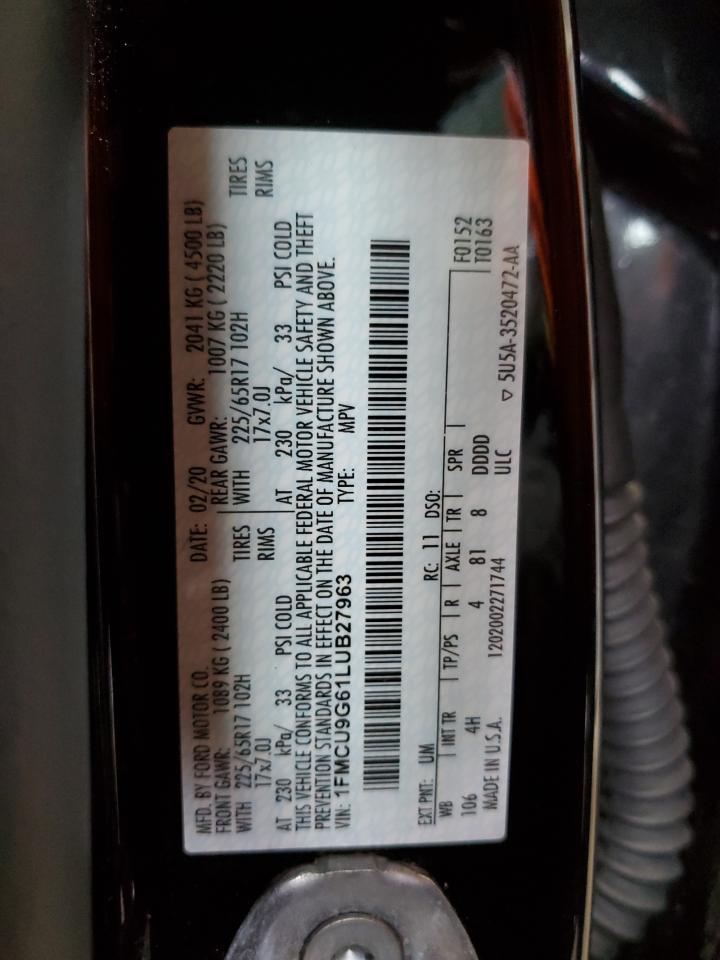 MFD. BY FORD MOTOR CO.
DATE: 02/20 GVWR: 2041 KG ( 4500 LB)
FRONT GAWR: 1089 KG ( 2400 LB)
REAR GAWR: 1007 KG ( 2220 LB)
WITH 225/65R17 102H TIRES
WITH 225/65R17 102H TIRES
17x7.0J RIMS
17x7.0J RIMS
AT 230 kPa/ 33 PSI COLD
AT 230 kPa/ 33 PSI COLD
THIS VEHICLE CONFORMS TO ALL APPLICABLE FEDERAL MOTOR VEHICLE SAFETY AND THEFT
PREVENTION STANDARDS IN EFFECT ON THE DATE OF MANUFACTURE SHOWN ABOVE.
VIN: 1FMCU9G61LUB27963 TYPE: MPV
EXT PNT: UM RC: 11 DSO:
WB INT TR TP/PS R AXLE TR SPR F0152
106 4H 4 81 8 DDDD T0163
MADE IN U.S.A. 1202002271744 ULC
▽ 5U5A-3520472-AA